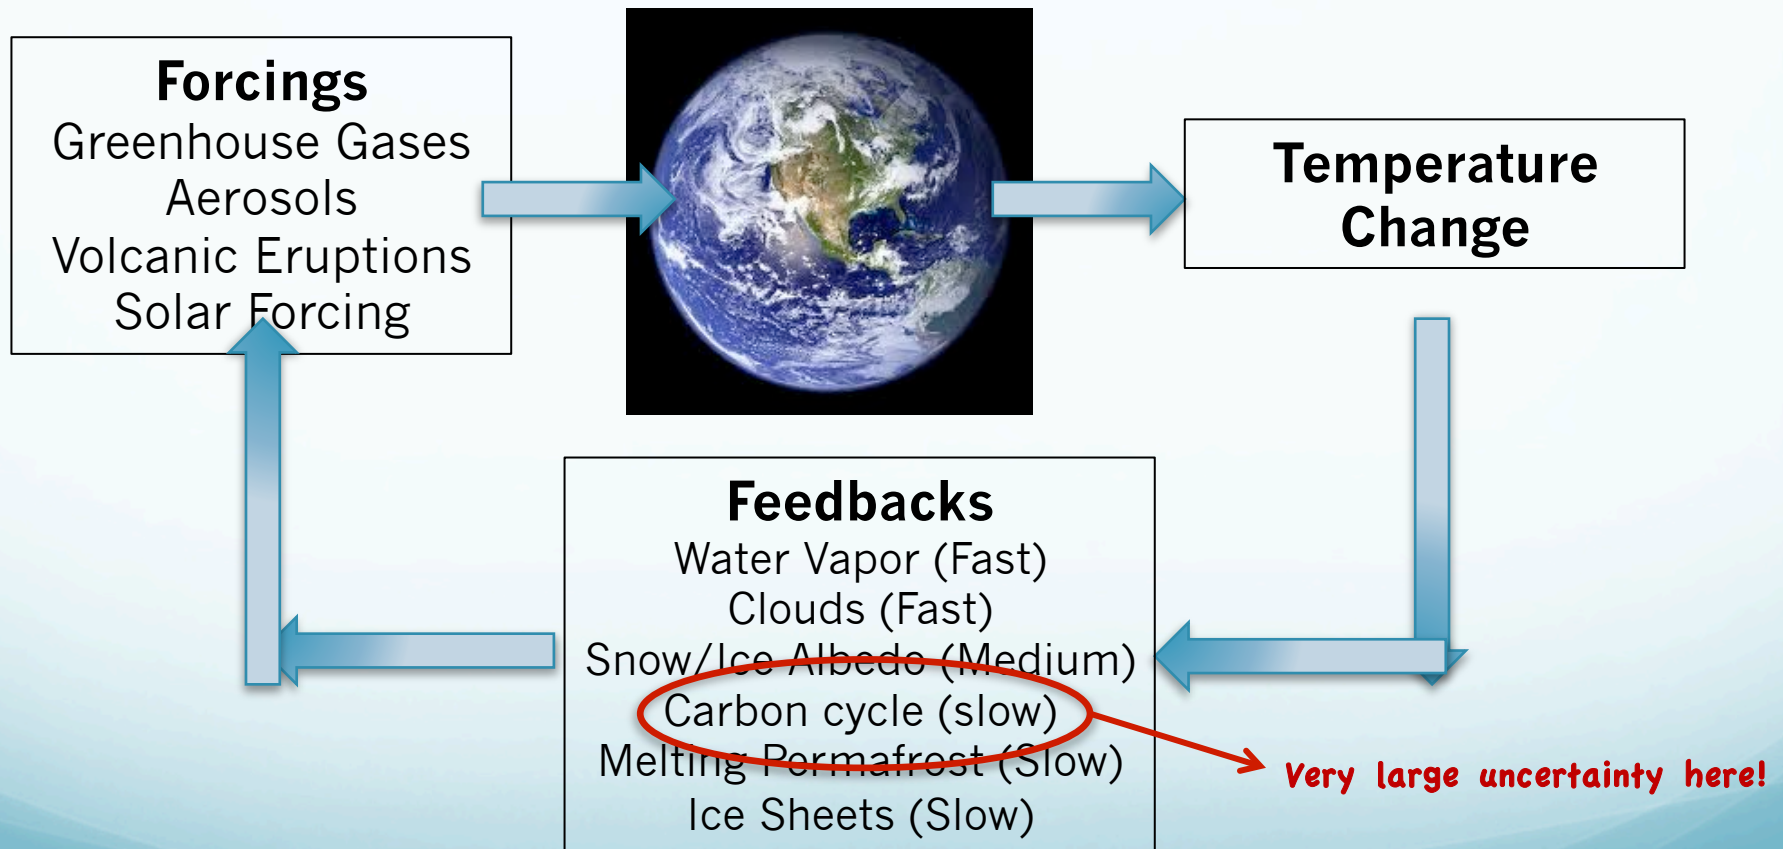 Forcings
Greenhouse Gases
Aerosols
Volcanic Eruptions
Solar Forcing
Temperature
Change
Feedbacks
Water Vapor (Fast)
Clouds (Fast)
Snow/Ice Albedo (Medium)
Carbon cycle (slow)
Melting Permafrost (Slow)
Ice Sheets (Slow)
Very large uncertainty here!